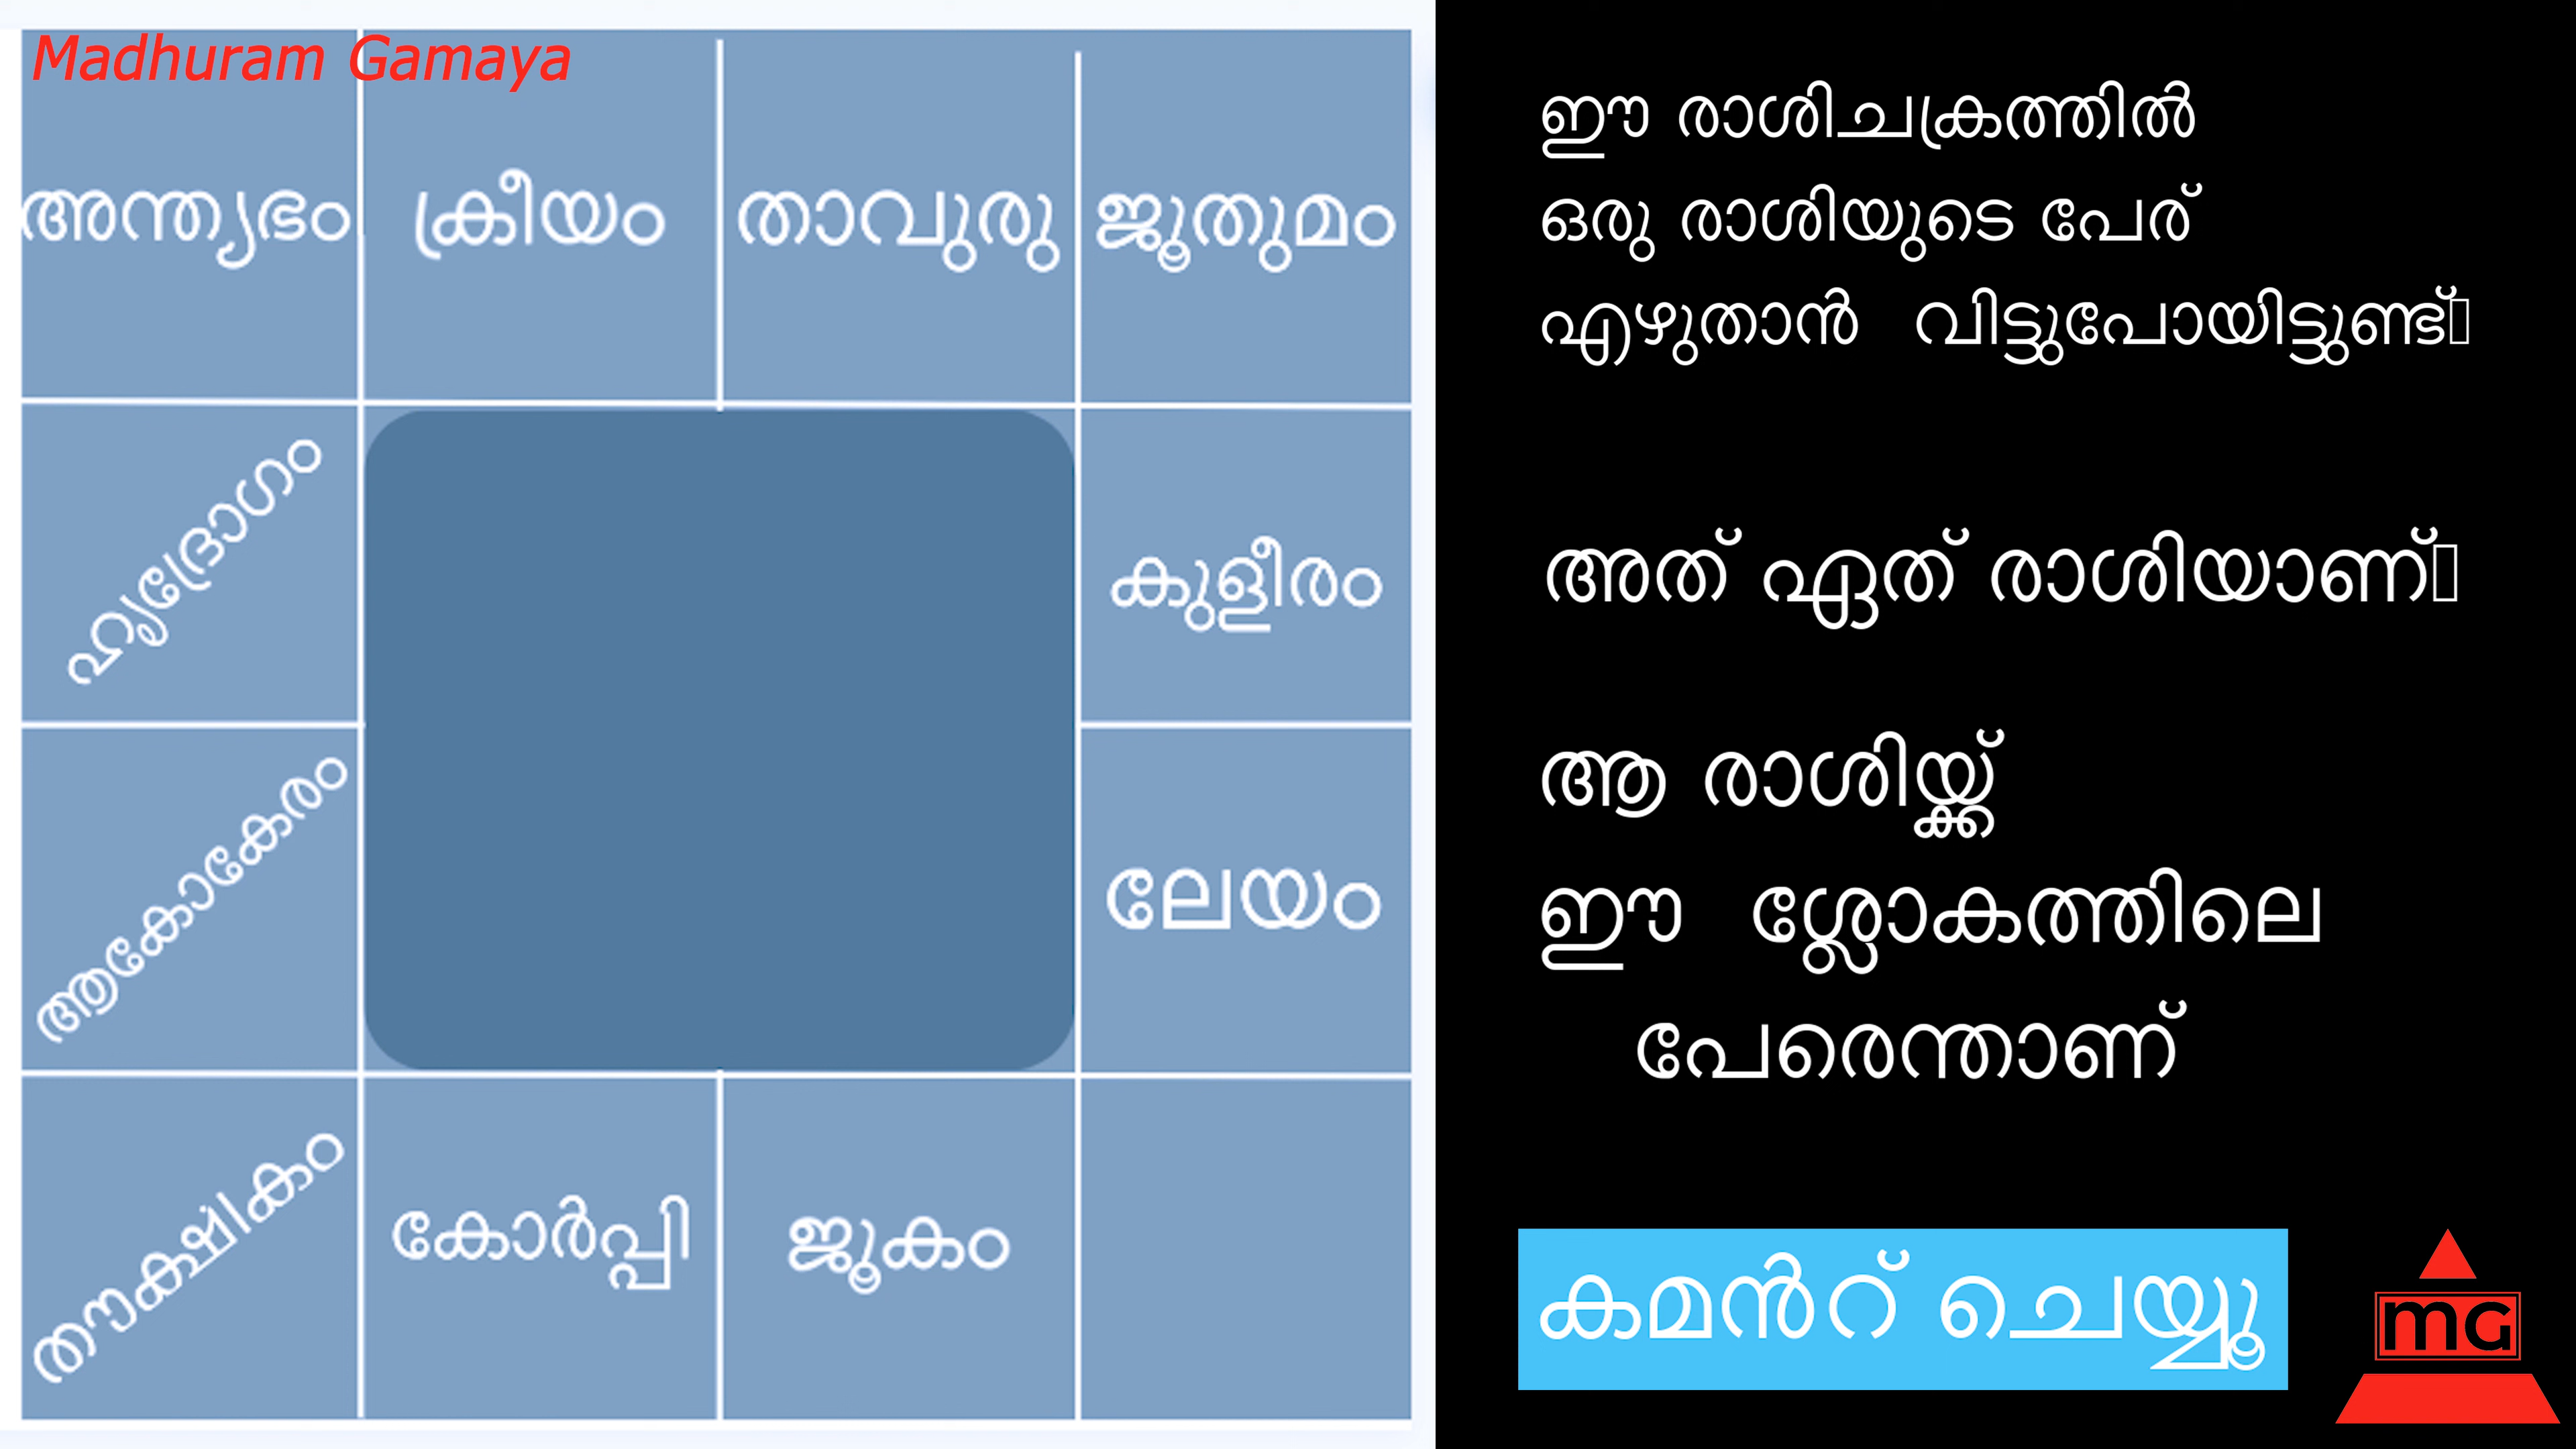 Madhuram Gamaya
അന്ത്യഭം ക്രീയം താവുരു ജൂതുമം
ഹൃദ്രോഗം
കുളീരം
ആകോകേരം
ലേയം
തൗക്ഷികം
കോർപ്പി
ജൂകം
ഈ രാശിചക്രത്തിൽ
ഒരു രാശിയുടെ പേര്
എഴുതാൻ വിട്ടുപോയിട്ടുണ്ട്
അത് ഏത് രാശിയാണ്
ആ രാശിയ്ക്ക്
ഈ ശ്ലോകത്തിലെ
പേരെന്താണ്
കമൻറ് ചെയ്യൂ
mG